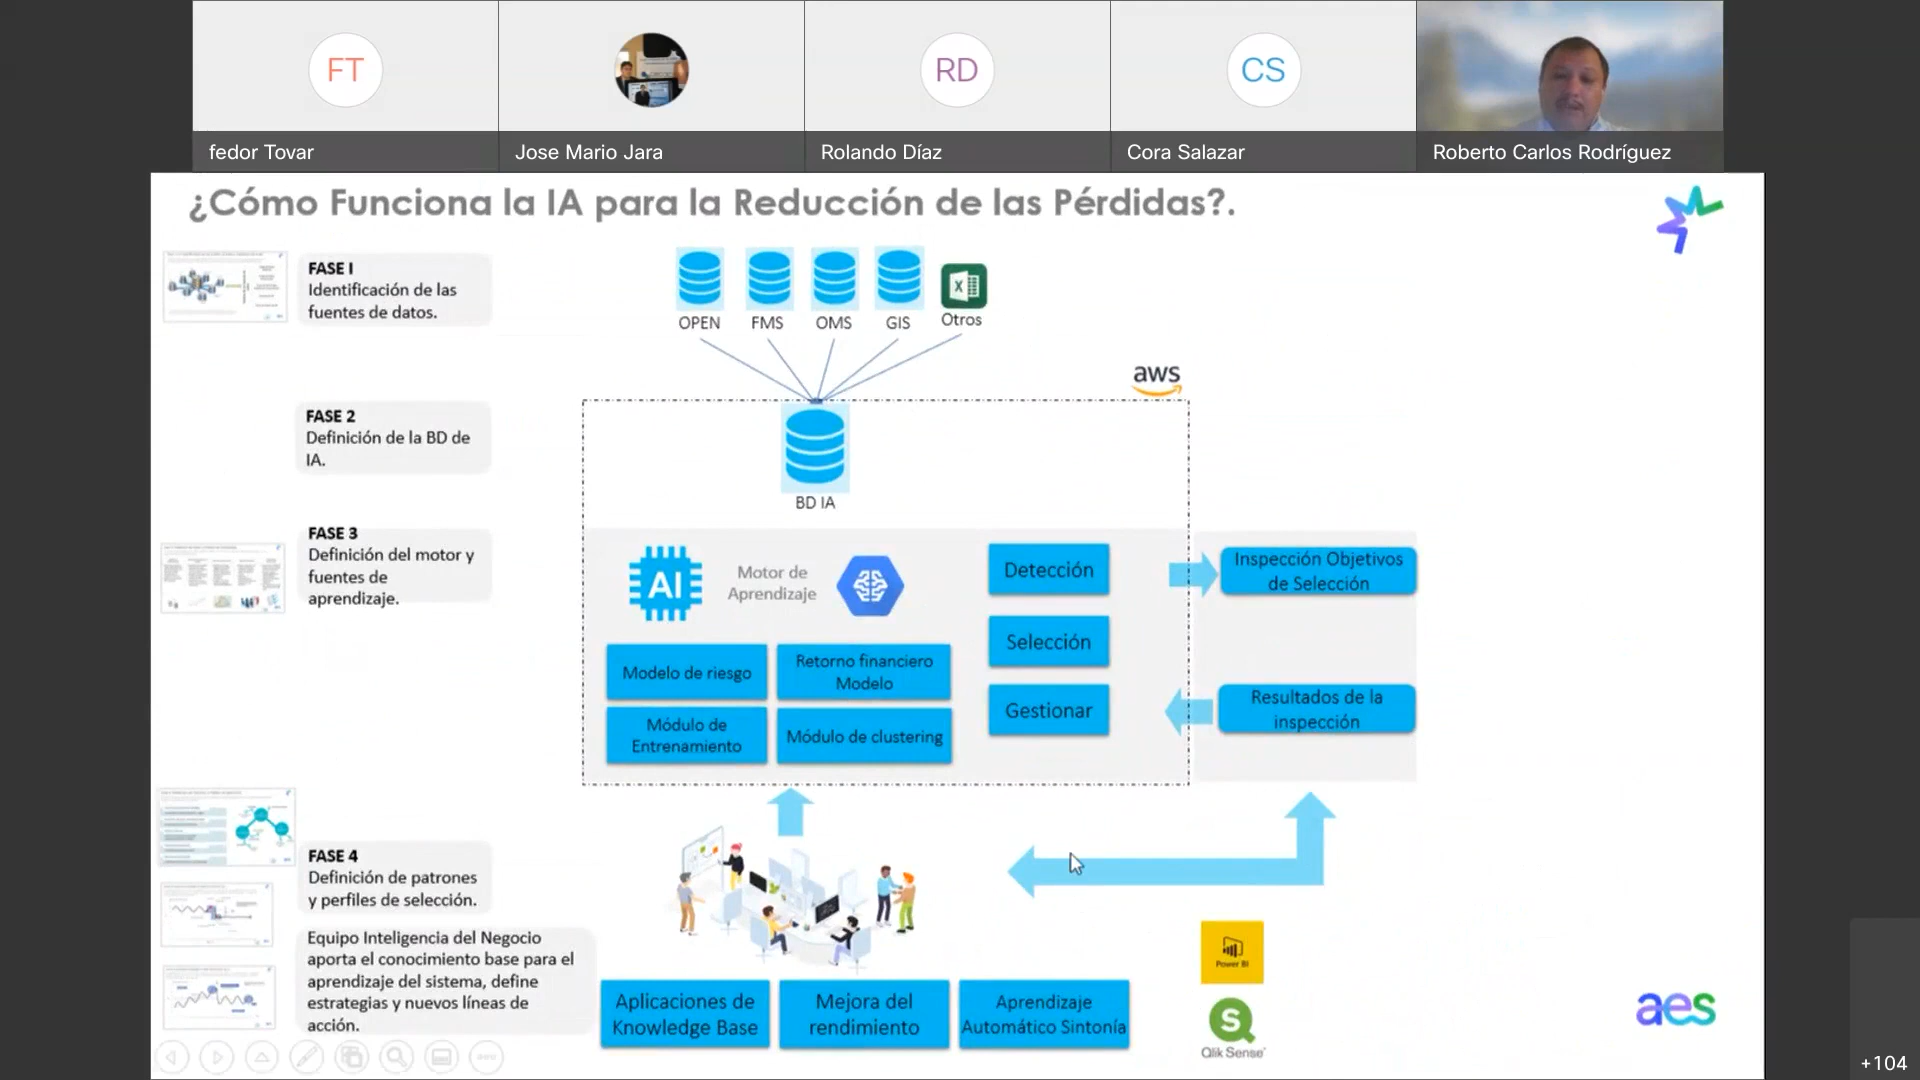 FT
RD
CS
fedor Tovar
Jose Mario Jara
Rolando Díaz
Cora Salazar
Roberto Carlos Rodríguez
¿Cómo Funciona la IA para la Reducción de las Pérdidas?.
FASE I
Identificación de las
fuentes de datos.
OPEN
FMS
OMS
GIS
Otros
aws
FASE 2
Definición de la BD de
IA.
BD IA
FASE 3
Definición del motor y
fuentes de
aprendizaje.
AI
Motor de
Aprendizaje
Detección
Selección
Gestionar
Inspección Objetivos
de Selección
Resultados de la
inspección
Modelo de riesgo
Retorno financiero
Modelo
Módulo de
Entrenamiento
Módulo de clustering
FASE 4
Definición de patrones
y perfiles de selección.
Equipo Inteligencia del Negocio
aporta el conocimiento base para el
aprendizaje del sistema, define
estrategias y nuevos líneas de
acción.
Aplicaciones de
Knowledge Base
Mejora del
rendimiento
Aprendizaje
Automático Sintonía
Power BI
Qlik Sense
aes
+104